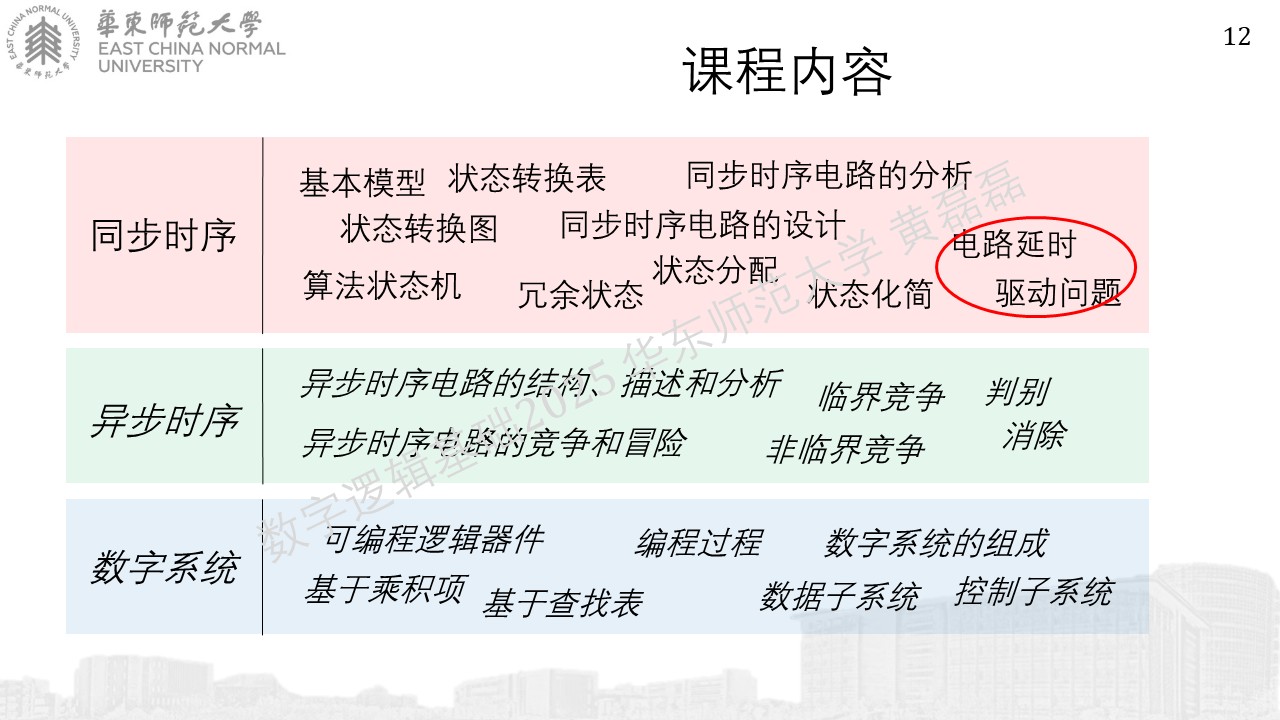 華東師范大學
EAST CHINA NORMAL
UNIVERSITY
EAST CHINA NORMAL UNIVERSITY
華東师范大学
12
课程内容
同步时序
基本模型 状态转换表 同步时序电路的分析
状态转换图 同步时序电路的设计
电路延时
算法状态机 冗余状态 状态分配 状态化简 驱动问题
异步时序
异步时序电路的结构、描述和分析 临界竞争 判别
异步时序电路的竞争和冒险 非临界竞争 消除
数字系统
可编程逻辑器件 编程过程 数字系统的组成
基于乘积项 基于查找表 数据子系统 控制子系统
数字逻辑基础2025 华东师范大学 黄磊磊